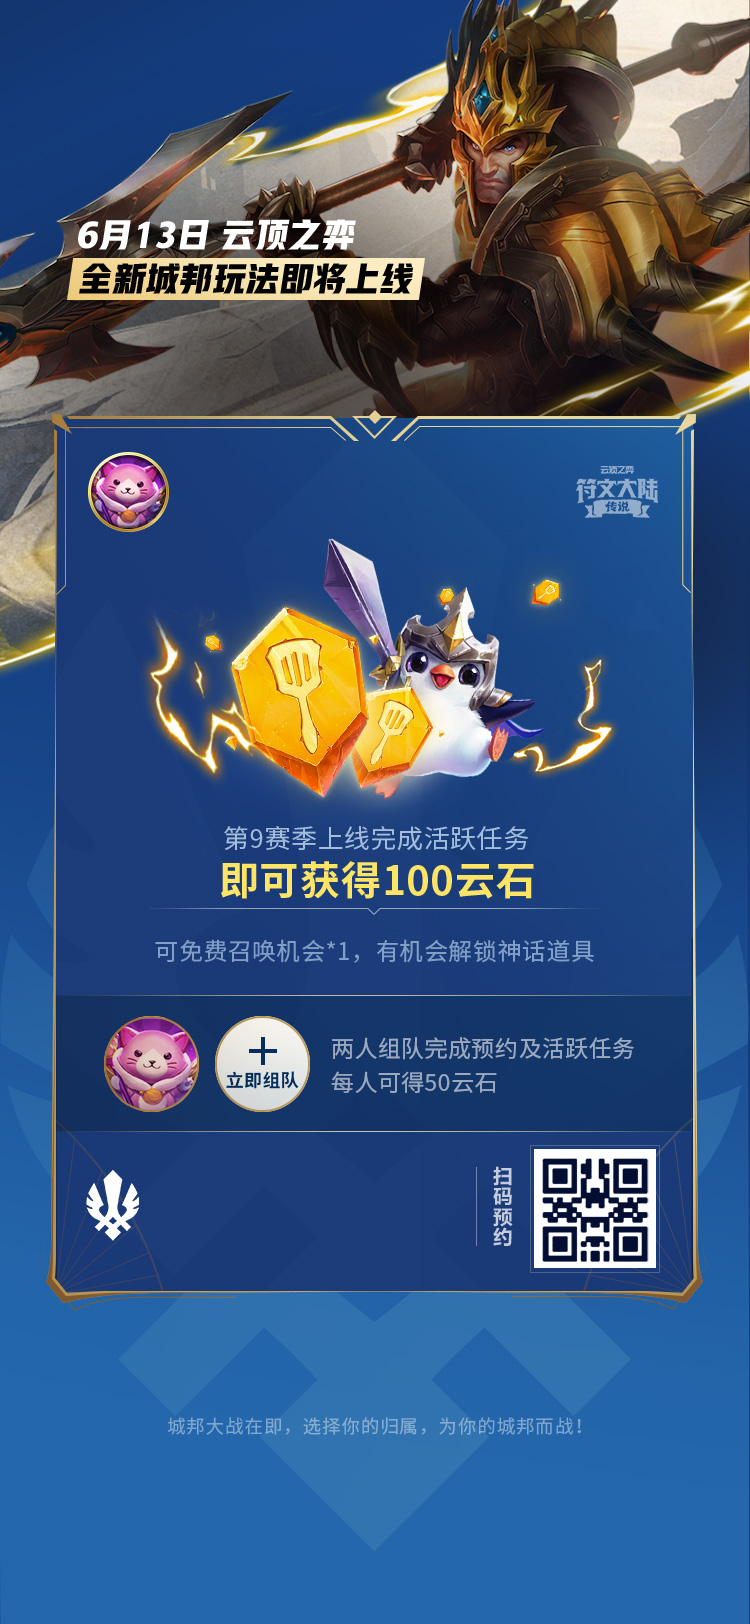 6月13日 云顶之弈
全新城邦玩法即将上线
云顶之弈
符文大陆
传说
第9赛季上线完成活跃任务
即可获得100云石
可免费召唤机会*1，有机会解锁神话道具
立即组队
两人组队完成预约及活跃任务
每人可得50云石
扫码预约
城邦大战在即，选择你的归属，为你的城邦而战！